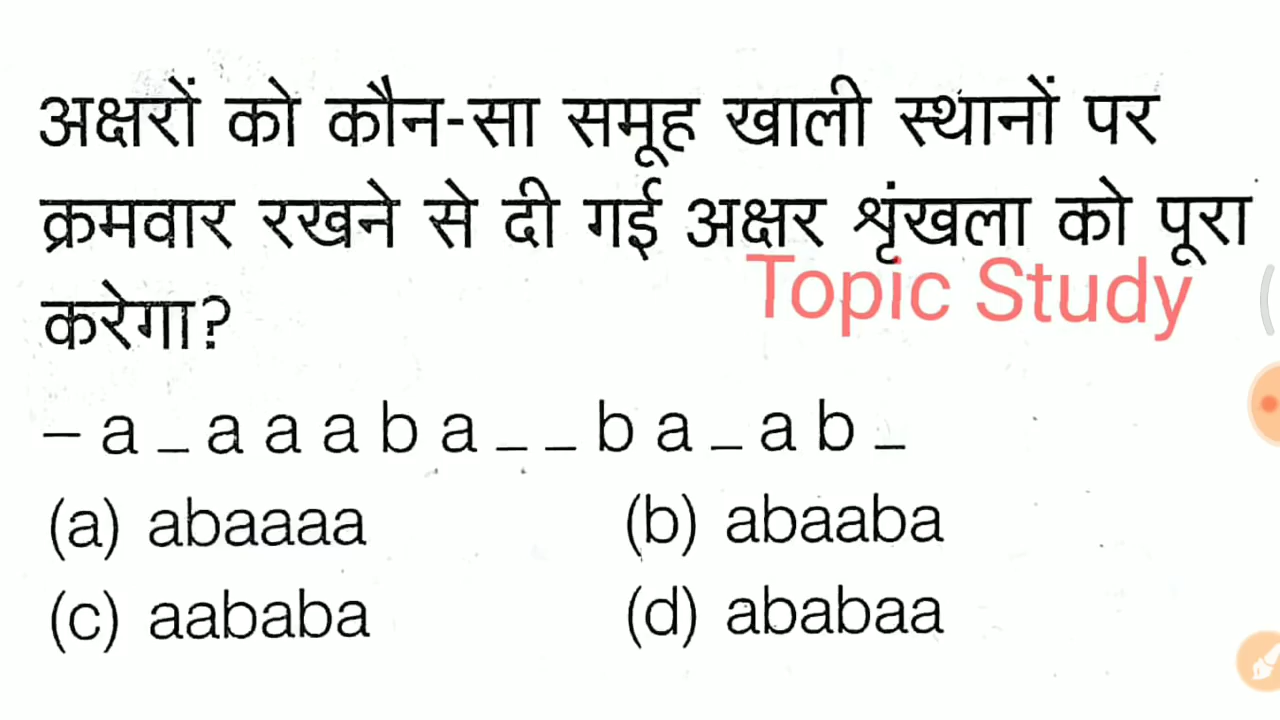 अक्षरों को कौन-सा समूह खाली स्थानों पर
क्रमवार रखने से दी गई अक्षर श्रृंखला को पूरा
Topic Study
करेगा?
– a _ a a a b a _ _ b a _ a b _
(a) abaaaa (b) abaaba
(c) aababa (d) ababaa